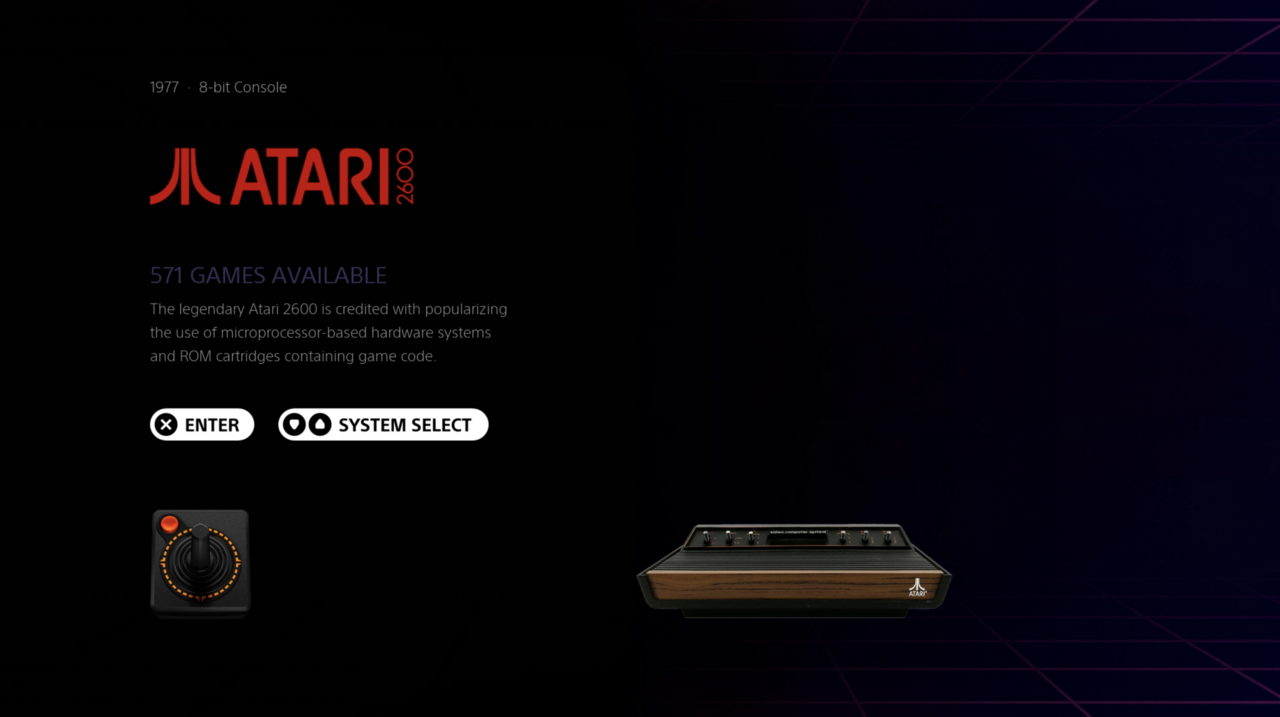 1977 · 8-bit Console
ATARI 2600
571 GAMES AVAILABLE
The legendary Atari 2600 is credited with popularizing
the use of microprocessor-based hardware systems
and ROM cartridges containing game code.
ENTER
SYSTEM SELECT
ATARI